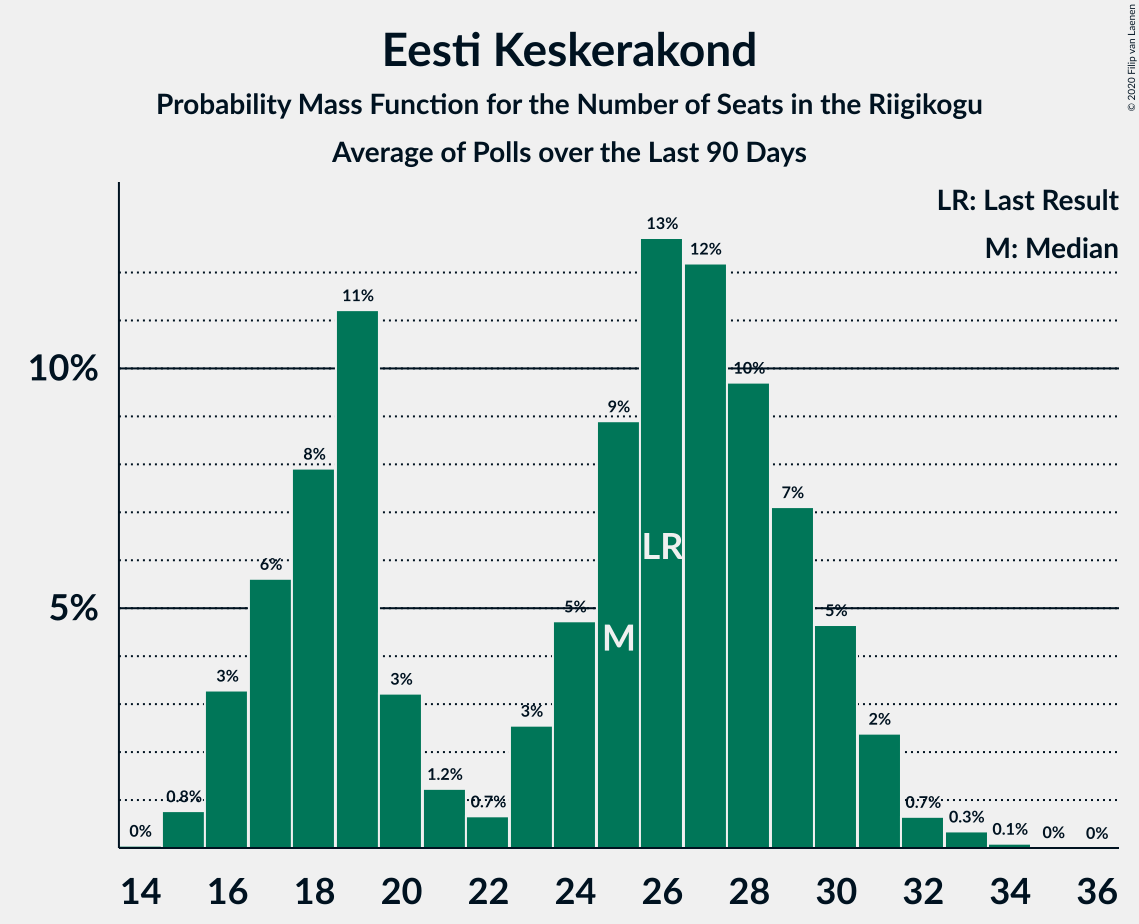 Eesti Keskerakond
Probability Mass Function for the Number of Seats in the Riigikogu
Average of Polls over the Last 90 Days
© 2020 Filip van Laenen
LR: Last Result
M: Median
10%
5%
0%
0.8%
3%
6%
8%
11%
3%
1.2%
0.7%
3%
5%
9%
13%
12%
10%
7%
5%
2%
0.7%
0.3%
0.1%
0%
0%
M
LR
14 16 18 20 22 24 26 28 30 32 34 36